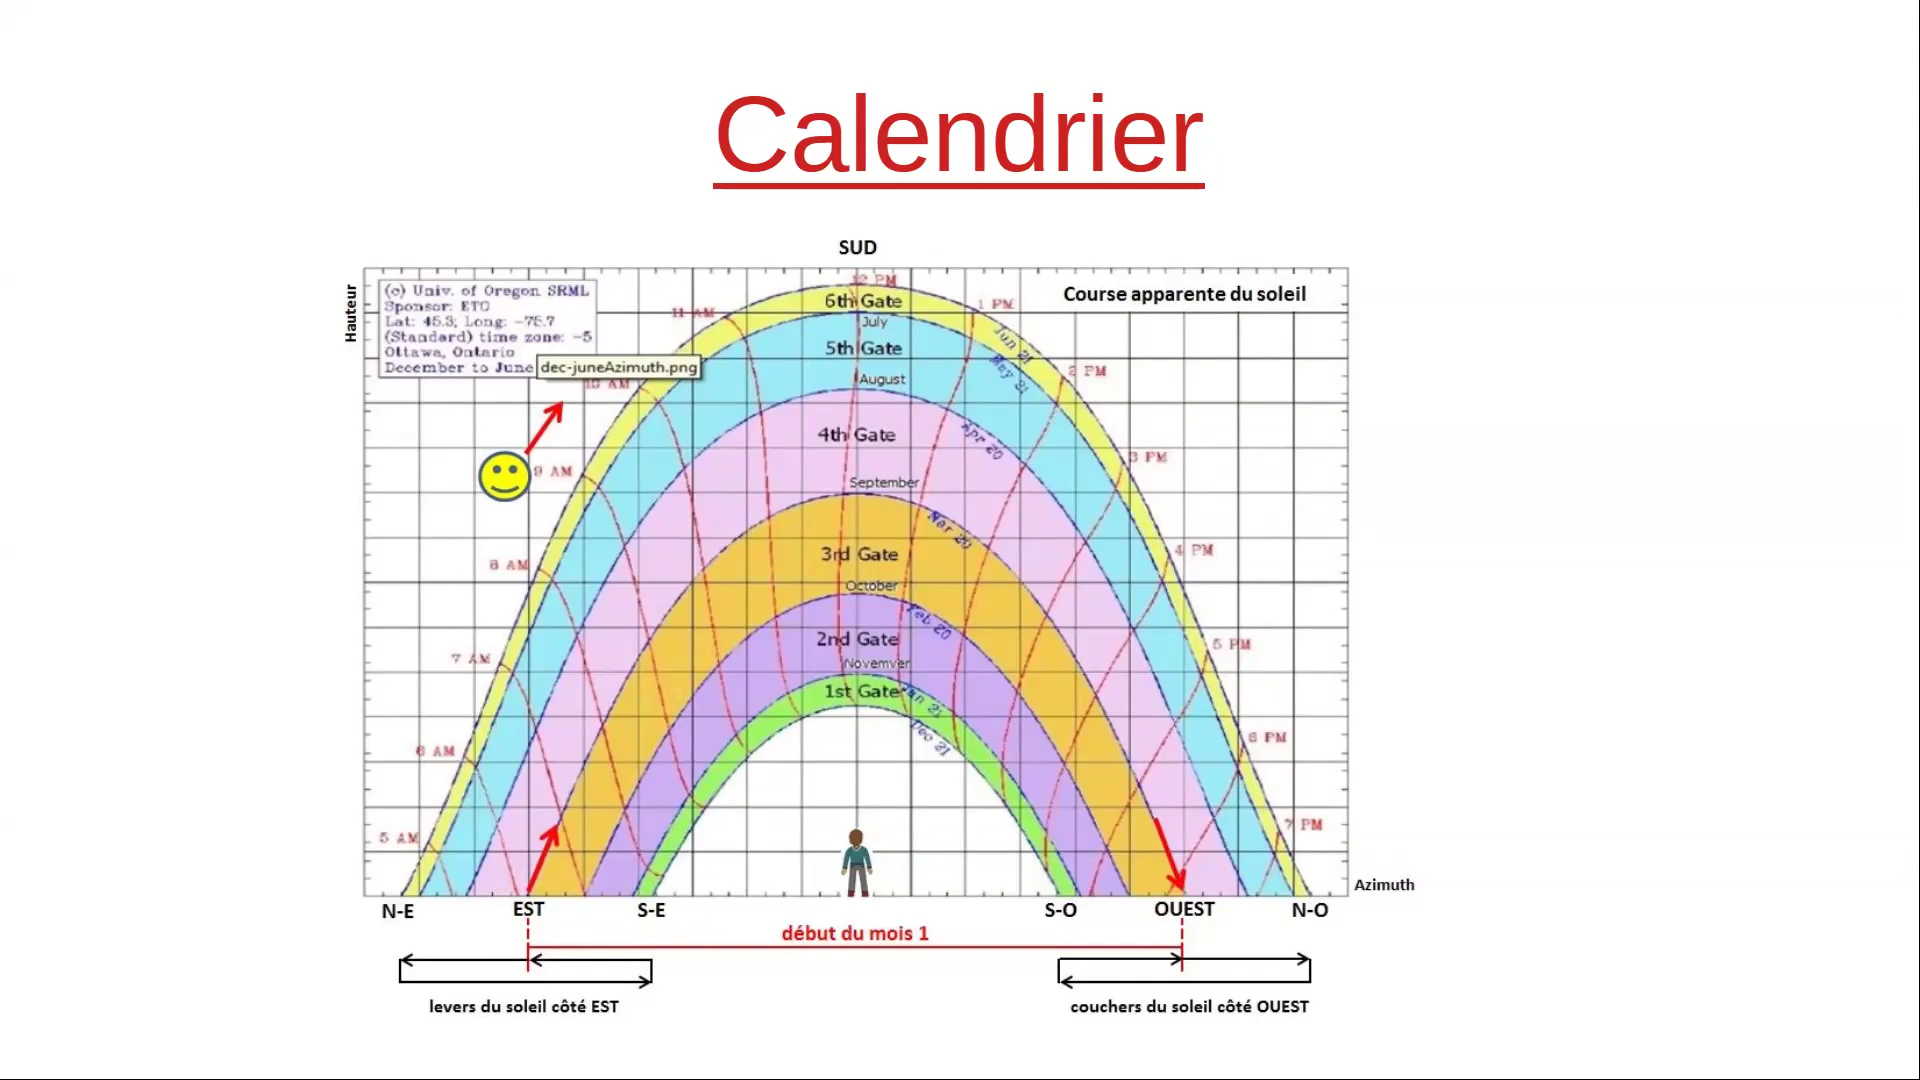 Calendrier
SUD
Hauteur
Course apparente du soleil
(c) Univ. of Oregon SRML
Sponsor: ETO
Lat: 45.3; Long: -75.7
(Standard) time zone: -5
Ottawa, Ontario
December to June
dec-juneAzimuth.png
12 PM
11 AM
1 PM
10 AM
2 PM
9 AM
3 PM
8 AM
4 PM
7 AM
5 PM
6 AM
6 PM
5 AM
7 PM
6th Gate
July
Jun 21
5th Gate
May 21
August
4th Gate
Apr 20
September
Mar 20
3rd Gate
October
Feb 20
2nd Gate
Novemver
1st Gate
Jan 21
Dec 21
Azimuth
N-E
EST
S-E
S-O
OUEST
N-O
début du mois 1
levers du soleil côté EST
couchers du soleil côté OUEST